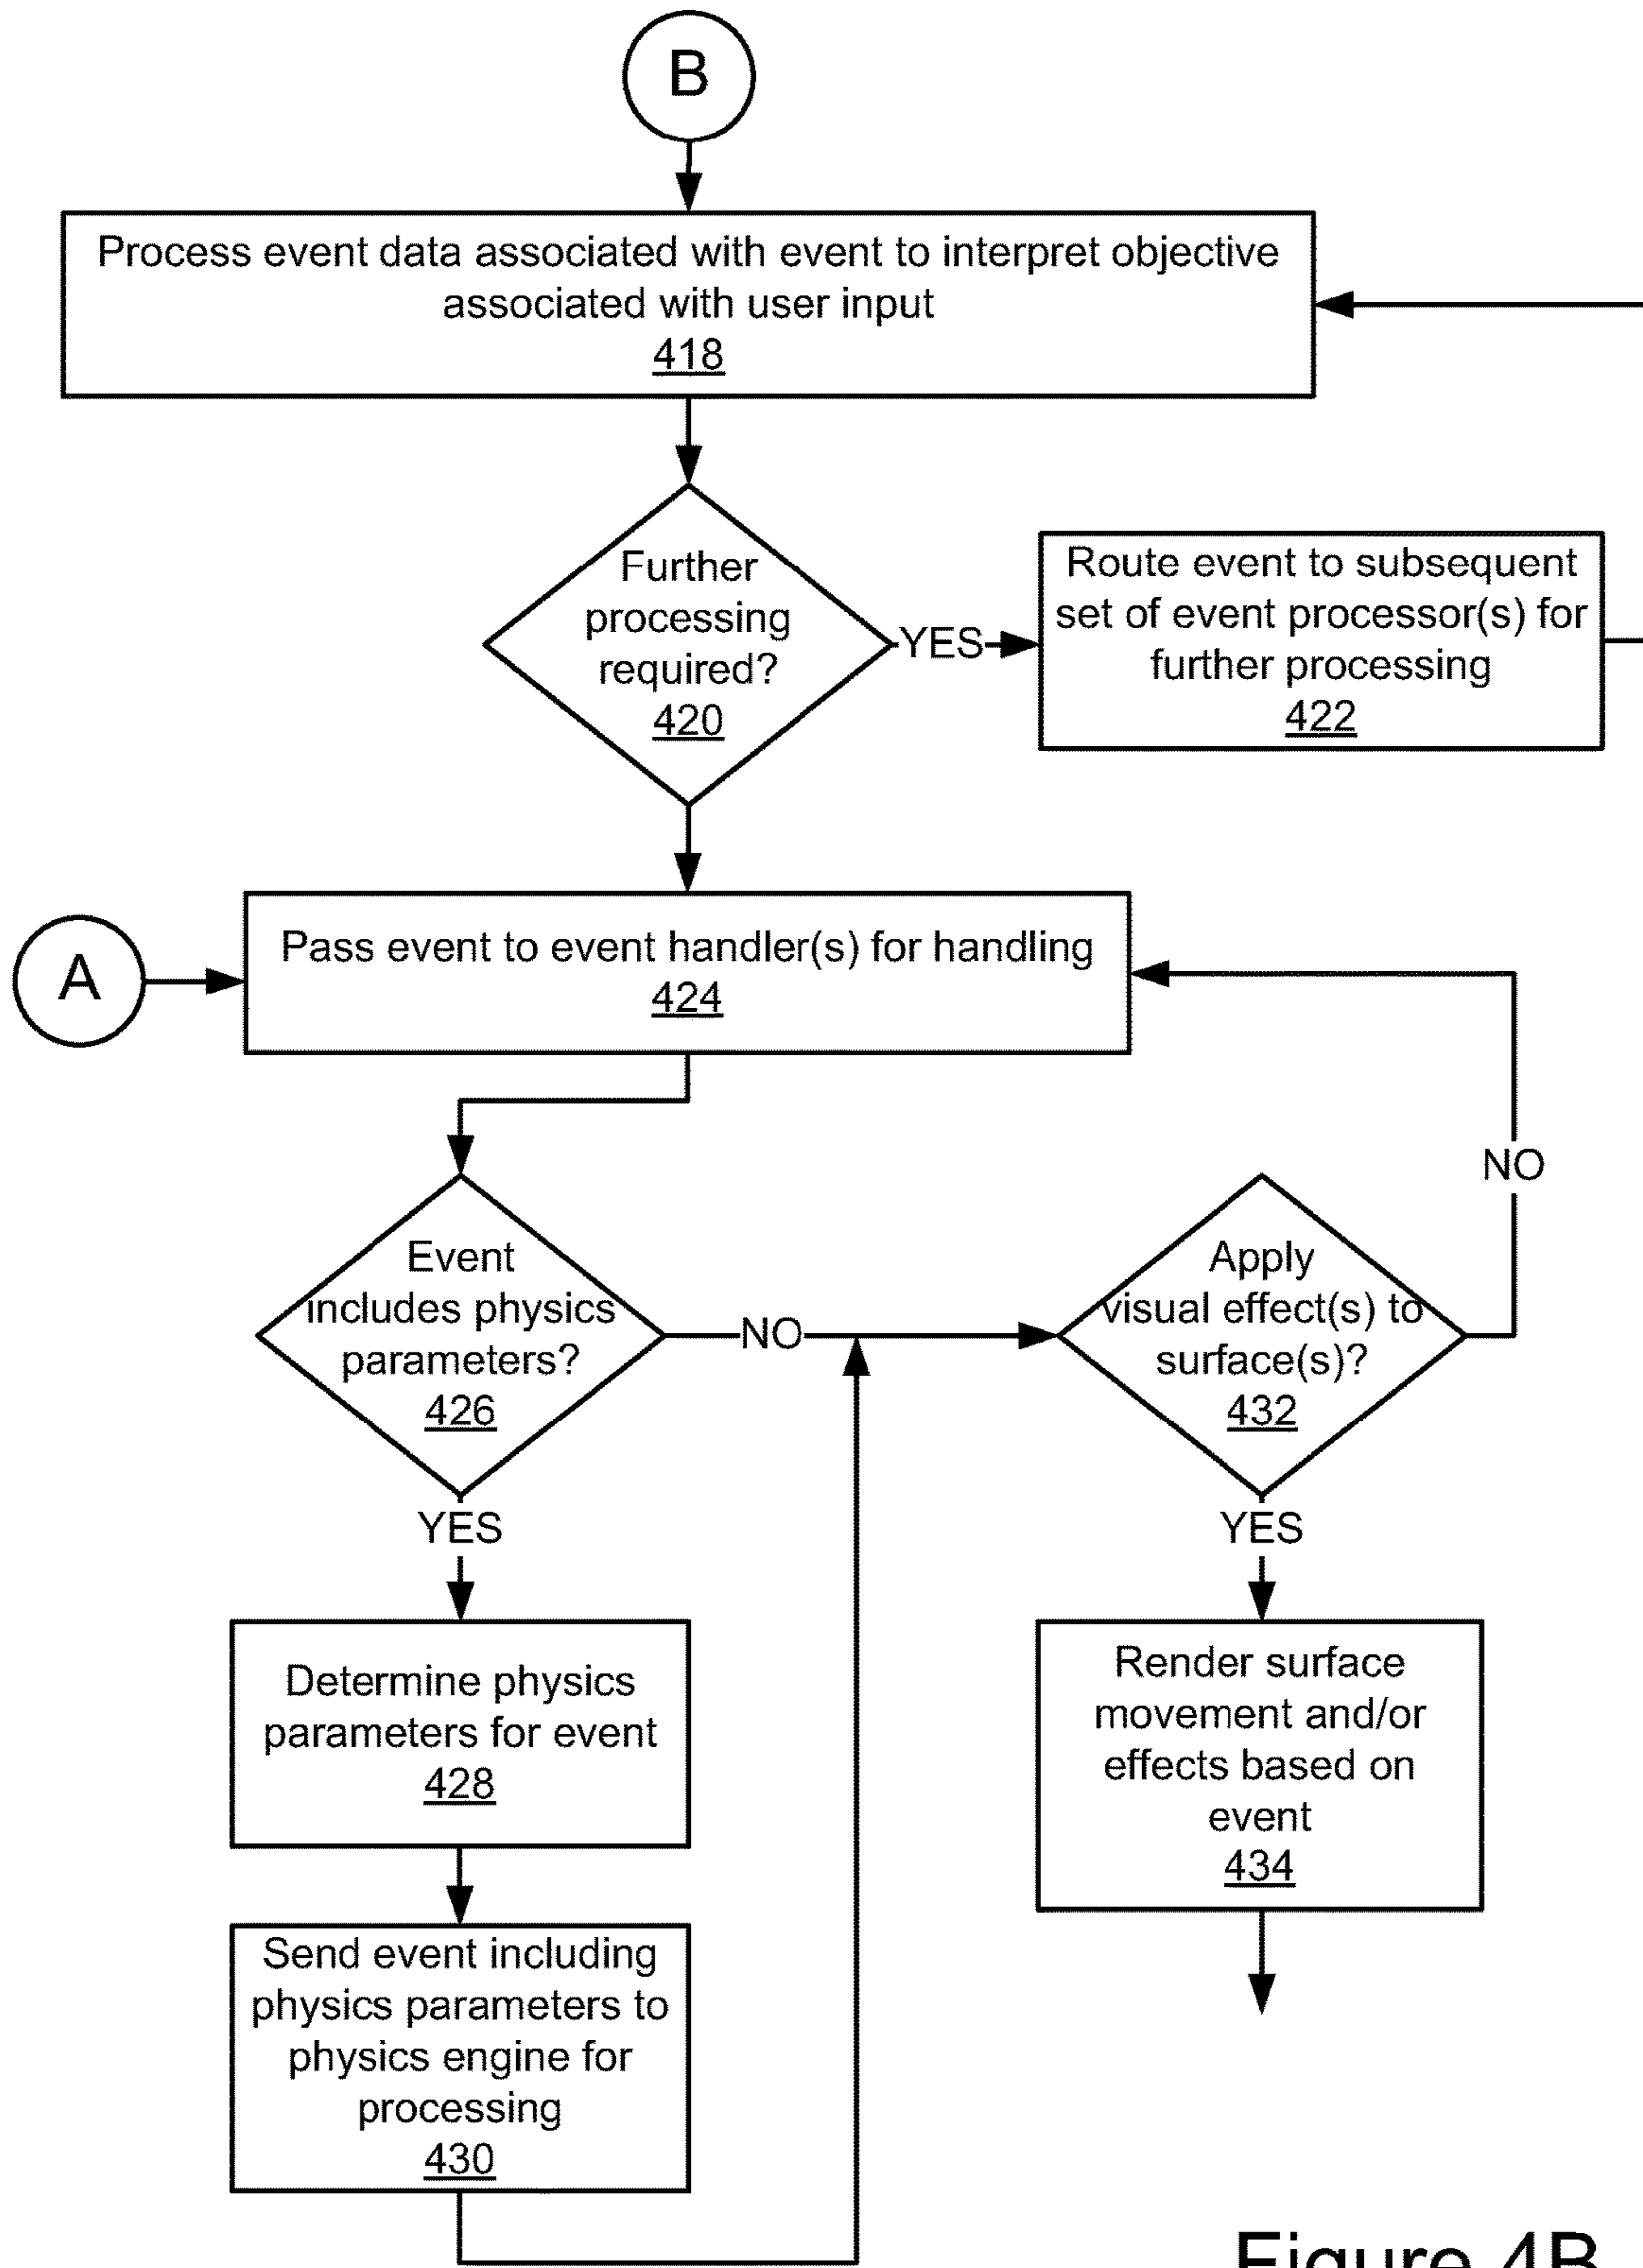 B
Process event data associated with event to interpret objective
associated with user input
418
Further
processing
required?
420
YES
Route event to subsequent
set of event processor(s) for
further processing
422
A
Pass event to event handler(s) for handling
424
Event
includes physics
parameters?
426
NO
Apply
visual effect(s) to
surface(s)?
432
NO
YES
YES
Determine physics
parameters for event
428
Render surface
movement and/or
effects based on
event
434
Send event including
physics parameters to
physics engine for
processing
430
Figure 4B